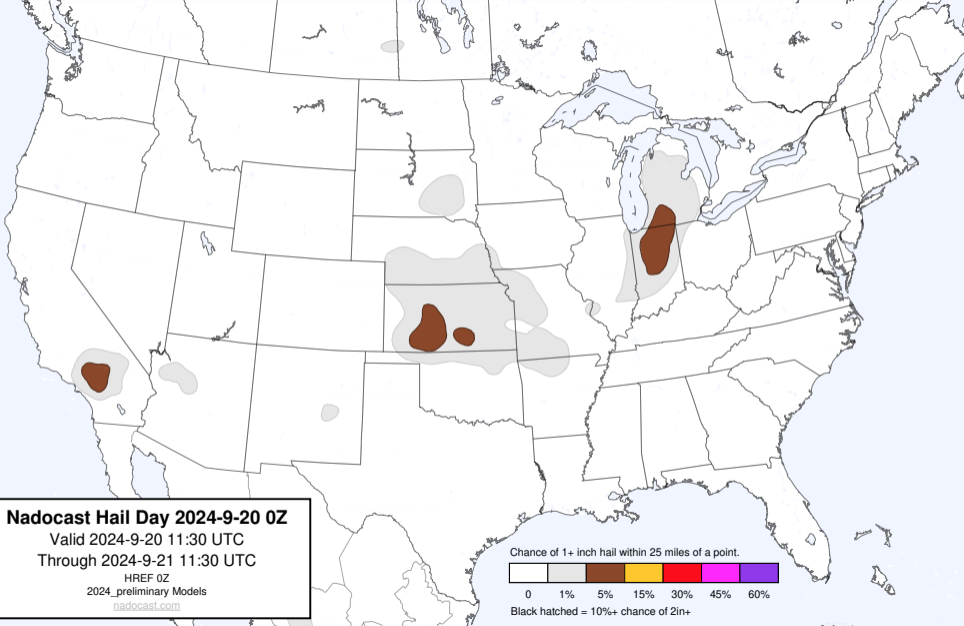 Nadocast Hail Day 2024-9-20 0Z
Valid 2024-9-20 11:30 UTC
Through 2024-9-21 11:30 UTC
HREF 0Z
2024_preliminary Models
nadocast.com
Chance of 1+ inch hail within 25 miles of a point.
0 1% 5% 15% 30% 45% 60%
Black hatched = 10%+ chance of 2in+